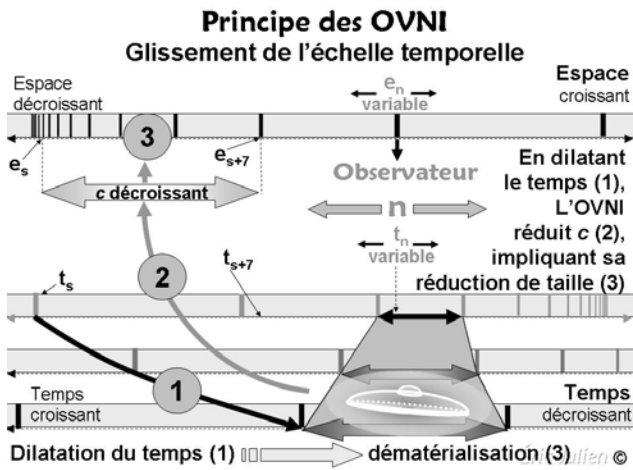 Principe des OVNI
Glissement de l'échelle temporelle
Espace
décroissant
en
variable
Espace
croissant
3
es
es+7
c décroissant
Observateur
n
tn
variable
En dilatant
le temps (1),
L'OVNI
réduit c (2),
impliquant sa
réduction de taille (3)
ts
ts+7
2
1
Temps
croissant
Temps
décroissant
Dilatation du temps (1)
dématérialisation (3)
©